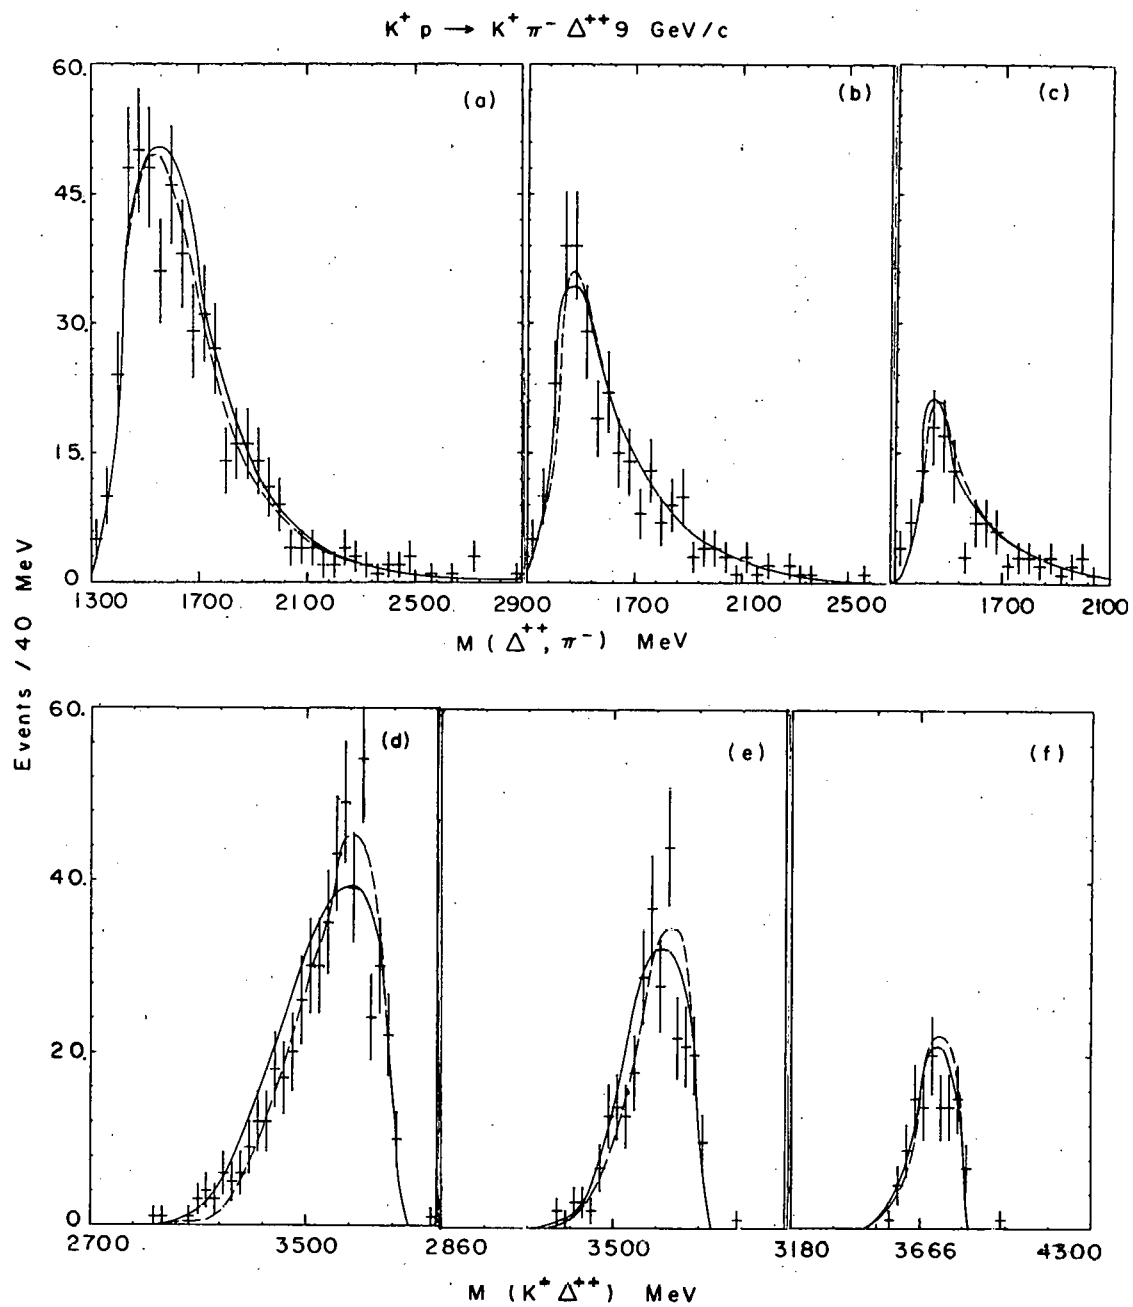 K⁺ p → K⁺ π⁻ Δ⁺⁺ 9 GeV/c
60.
(a)
(b)
(c)
45.
30.
15.
0
1300 1700 2100 2500 2900 1700 2100 2500 1700 2100
M (Δ⁺⁺, π⁻) MeV
Events / 40 MeV
60.
(d)
(e)
(f)
40.
20.
0
2700 3500 2860 3500 3180 3666 4300
M (K⁺ Δ⁺⁺) MeV